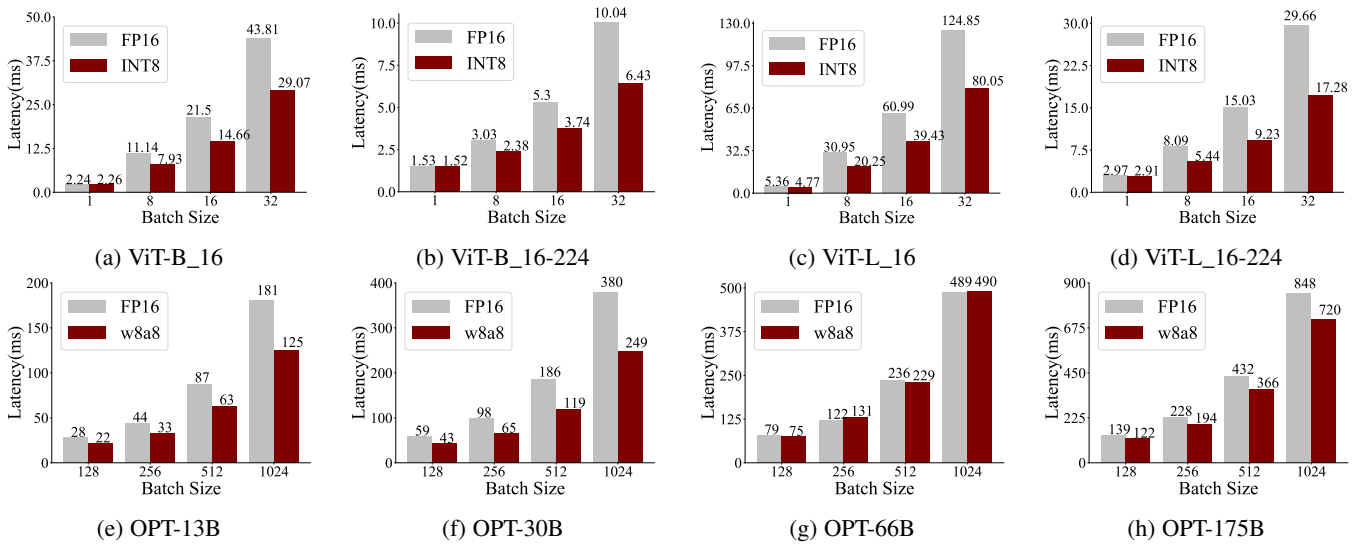 Latency(ms)
45.0
30.0
15.0
0.0
FP16
INT8
2.24 2.26
11.14 7.93
21.5 14.66
43.81 29.07
1 8 16 32
Batch Size
(a) ViT-B_16
Latency(ms)
10.0
7.5
5.0
2.5
0.0
FP16
INT8
1.53 1.52
3.03 2.38
5.3 3.74
10.04 6.43
1 8 16 32
Batch Size
(b) ViT-B_16-224
Latency(ms)
130.0
97.5
65.0
32.5
0.0
FP16
INT8
5.36 4.77
30.95 20.25
60.99 39.43
124.85 80.05
1 8 16 32
Batch Size
(c) ViT-L_16
Latency(ms)
30.0
22.5
15.0
7.5
0.0
FP16
INT8
2.97 2.91
8.09 5.44
15.03 9.23
29.66 17.28
1 8 16 32
Batch Size
(d) ViT-L_16-224
Latency(ms)
200
150
100
50
0
FP16
w8a8
28 22
44 33
87 63
181 125
128 256 512 1024
Batch Size
(e) OPT-13B
Latency(ms)
400
300
200
100
0
FP16
w8a8
59 43
98 65
186 119
380 249
128 256 512 1024
Batch Size
(f) OPT-30B
Latency(ms)
500
375
250
125
0
FP16
w8a8
79 75
122 131
236 229
489 490
128 256 512 1024
Batch Size
(g) OPT-66B
Latency(ms)
900
675
450
225
0
FP16
w8a8
139 122
228 194
432 366
848 720
128 256 512 1024
Batch Size
(h) OPT-175B